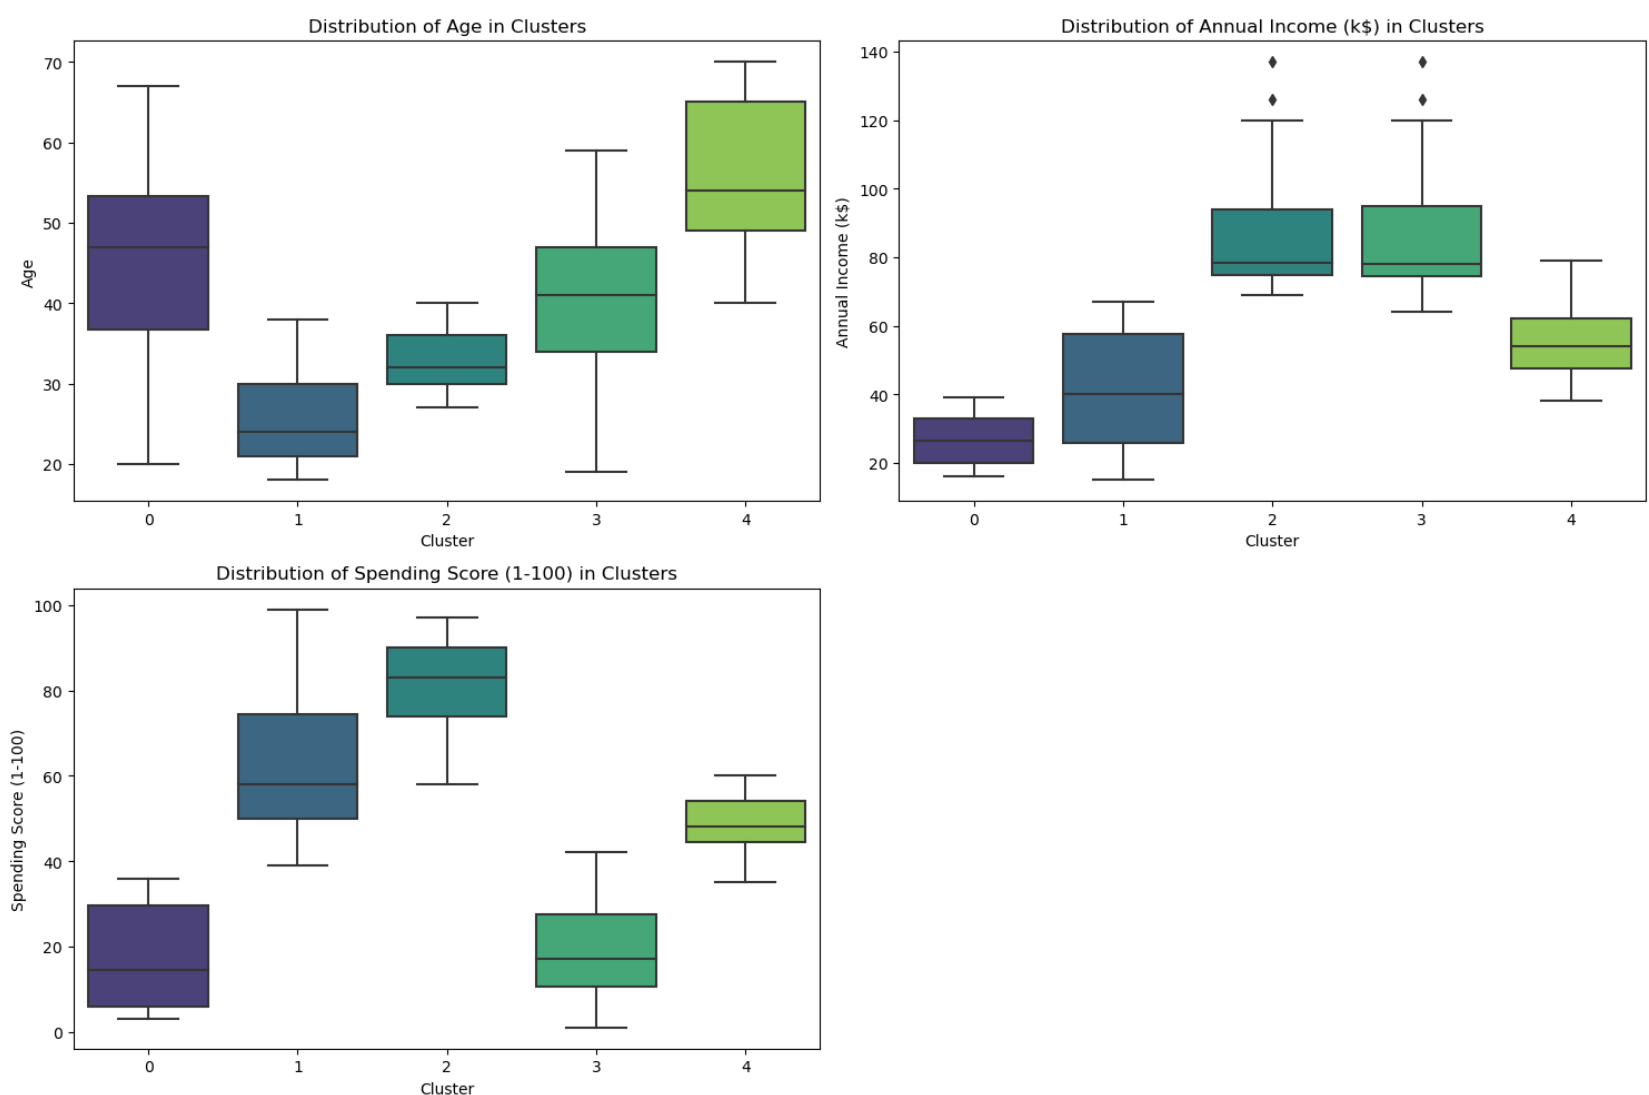 Distribution of Age in Clusters
70
60
50
40
30
20
Age
0 1 2 3 4
Cluster
Distribution of Annual Income (k$) in Clusters
140
120
100
80
60
40
20
Annual Income (k$)
0 1 2 3 4
Cluster
Distribution of Spending Score (1-100) in Clusters
100
80
60
40
20
0
Spending Score (1-100)
0 1 2 3 4
Cluster